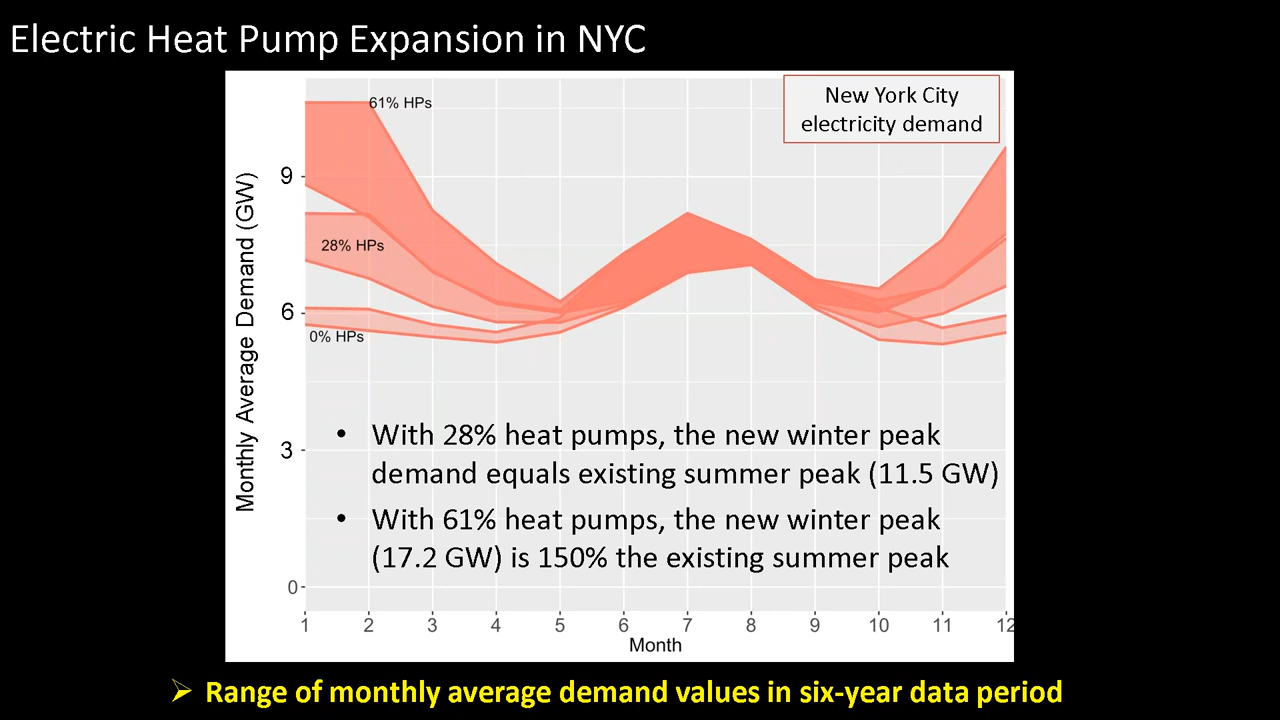 Electric Heat Pump Expansion in NYC
New York City
electricity demand
61% HPs
28% HPs
0% HPs
Monthly Average Demand (GW)
9
6
3
0
• With 28% heat pumps, the new winter peak
demand equals existing summer peak (11.5 GW)
• With 61% heat pumps, the new winter peak
(17.2 GW) is 150% the existing summer peak
1 2 3 4 5 6 7 8 9 10 11 12
Month
➢ Range of monthly average demand values in six-year data period